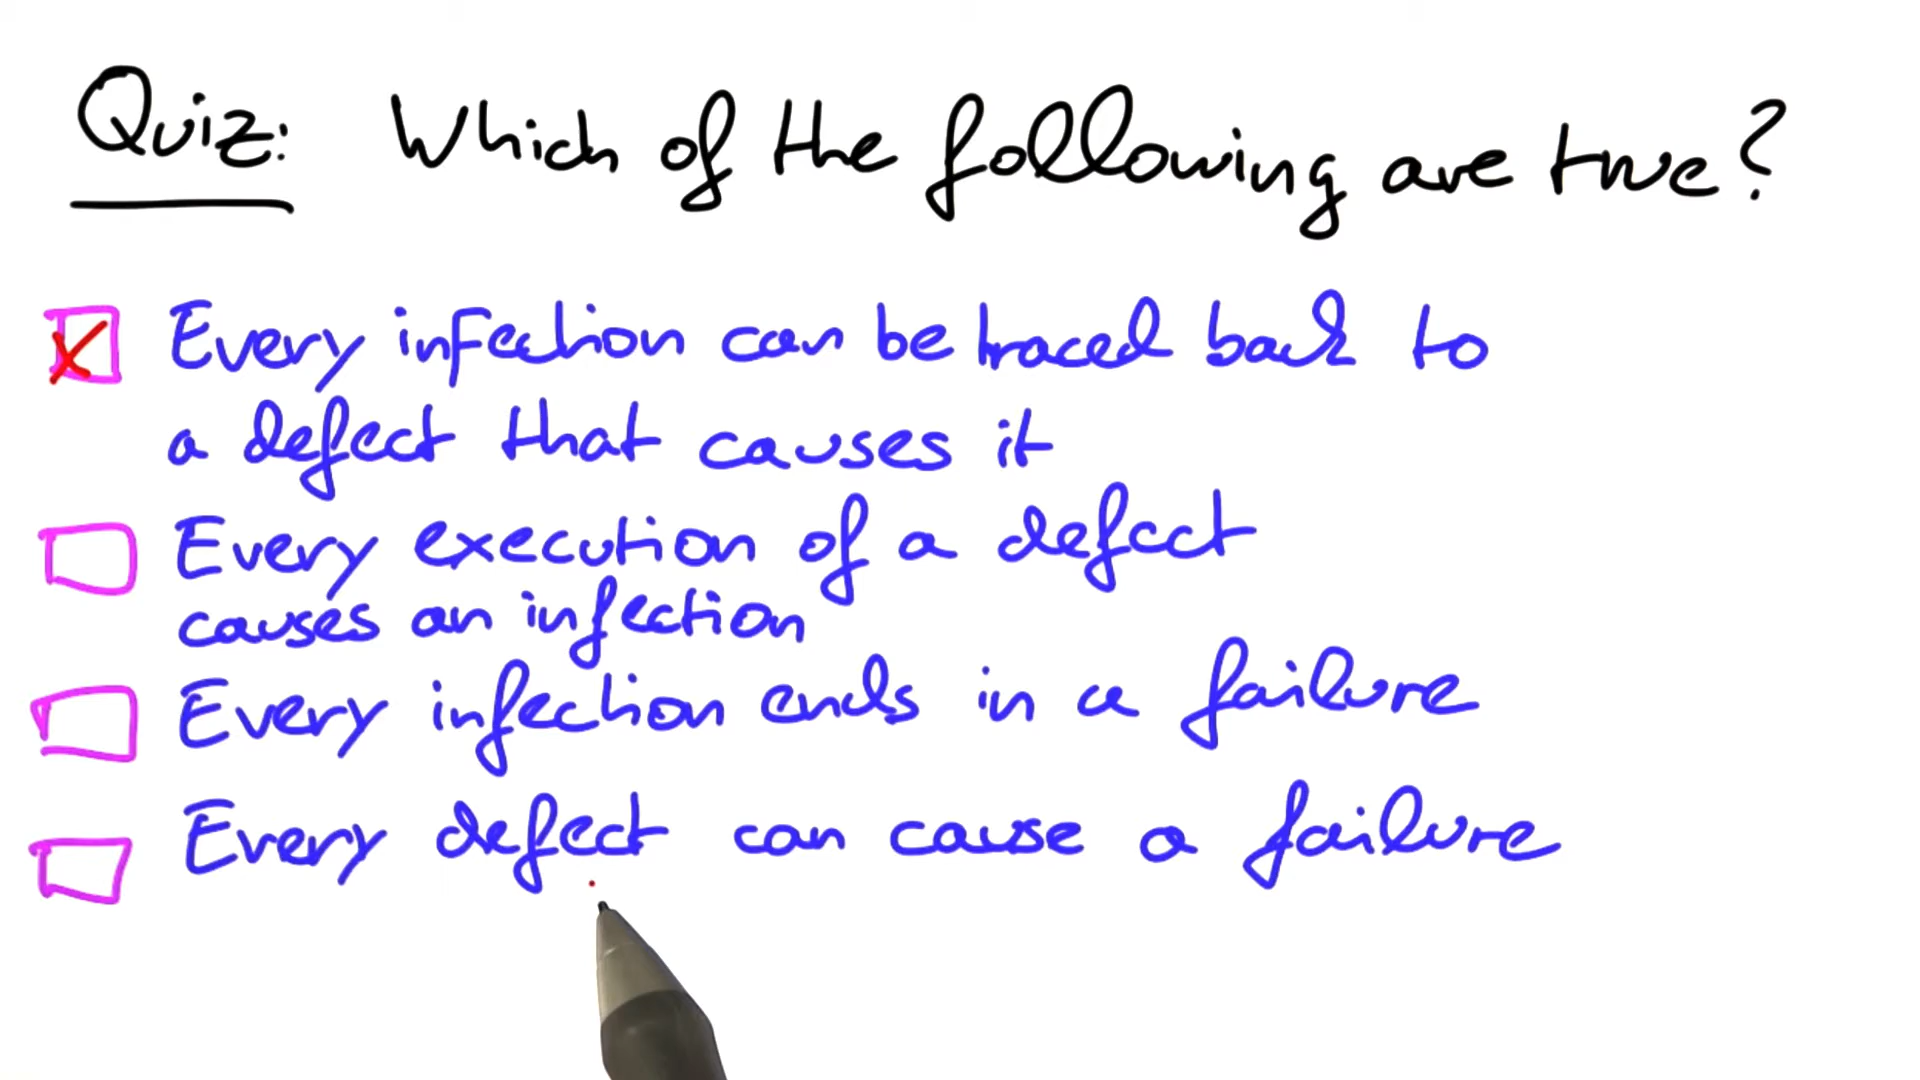 Quiz: Which of the following are true?
Every infection can be traced back to
a defect that causes it
Every execution of a defect
causes an infection
Every infection ends in a failure
Every defect can cause a failure